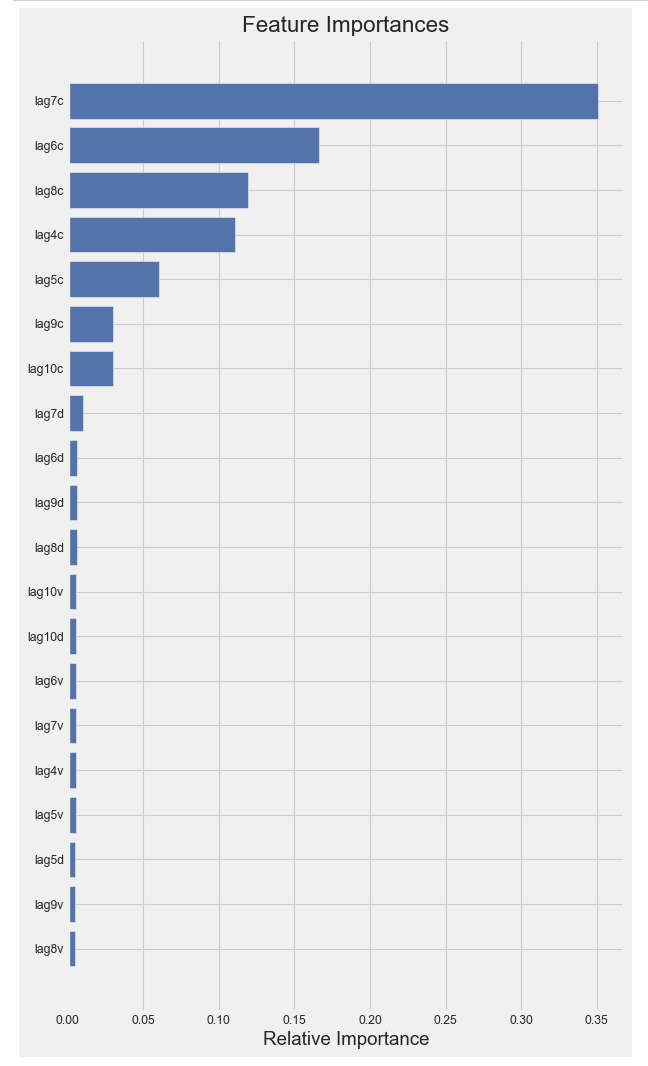 Feature Importances
lag7c
lag6c
lag8c
lag4c
lag5c
lag9c
lag10c
lag7d
lag6d
lag9d
lag8d
lag10v
lag10d
lag6v
lag7v
lag4v
lag5v
lag5d
lag9v
lag8v
0.00 0.05 0.10 0.15 0.20 0.25 0.30 0.35
Relative Importance